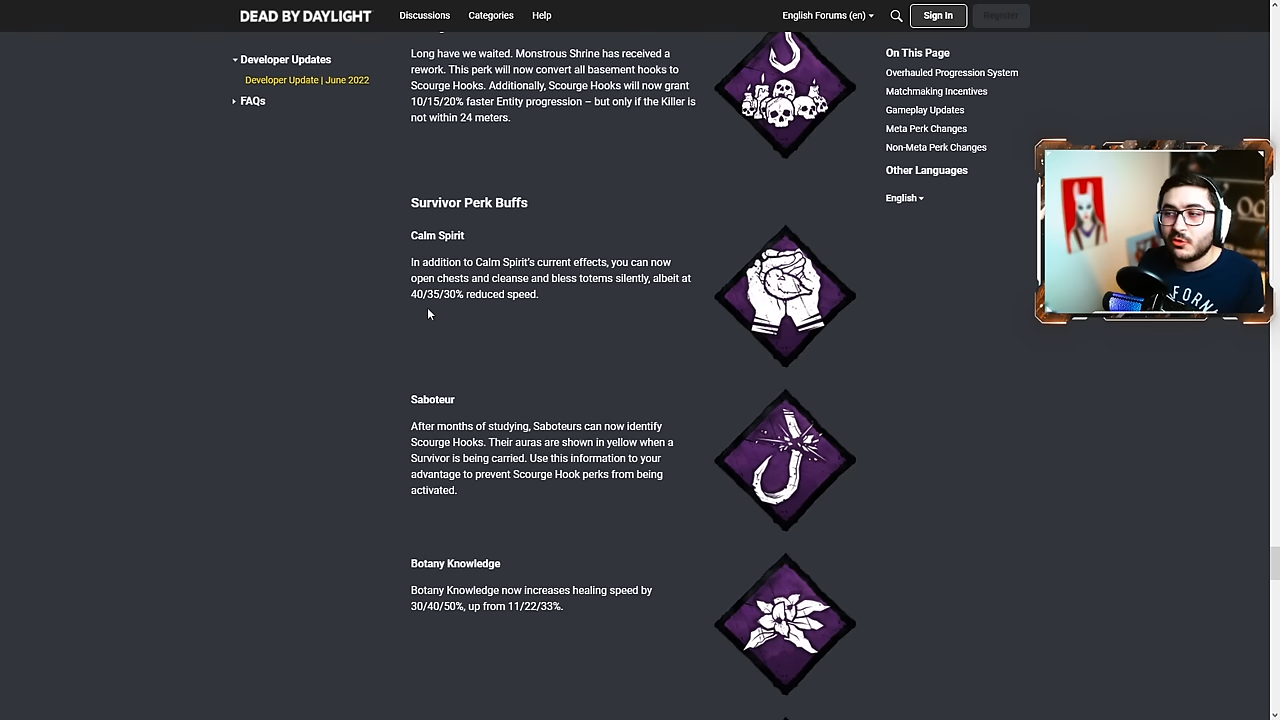 DEAD BY DAYLIGHT
Discussions
Categories
Help
English Forums (en)
Sign In
Register
Developer Updates
Developer Update | June 2022
FAQs
Long have we waited. Monstrous Shrine has received a
rework. This perk will now convert all basement hooks to
Scourge Hooks. Additionally, Scourge Hooks will now grant
10/15/20% faster Entity progression – but only if the Killer is
not within 24 meters.
Survivor Perk Buffs
Calm Spirit
In addition to Calm Spirit's current effects, you can now
open chests and cleanse and bless totems silently, albeit at
40/35/30% reduced speed.
Saboteur
After months of studying, Saboteurs can now identify
Scourge Hooks. Their auras are shown in yellow when a
Survivor is being carried. Use this information to your
advantage to prevent Scourge Hook perks from being
activated.
Botany Knowledge
Botany Knowledge now increases healing speed by
30/40/50%, up from 11/22/33%.
On This Page
Overhauled Progression System
Matchmaking Incentives
Gameplay Updates
Meta Perk Changes
Non-Meta Perk Changes
Other Languages
English